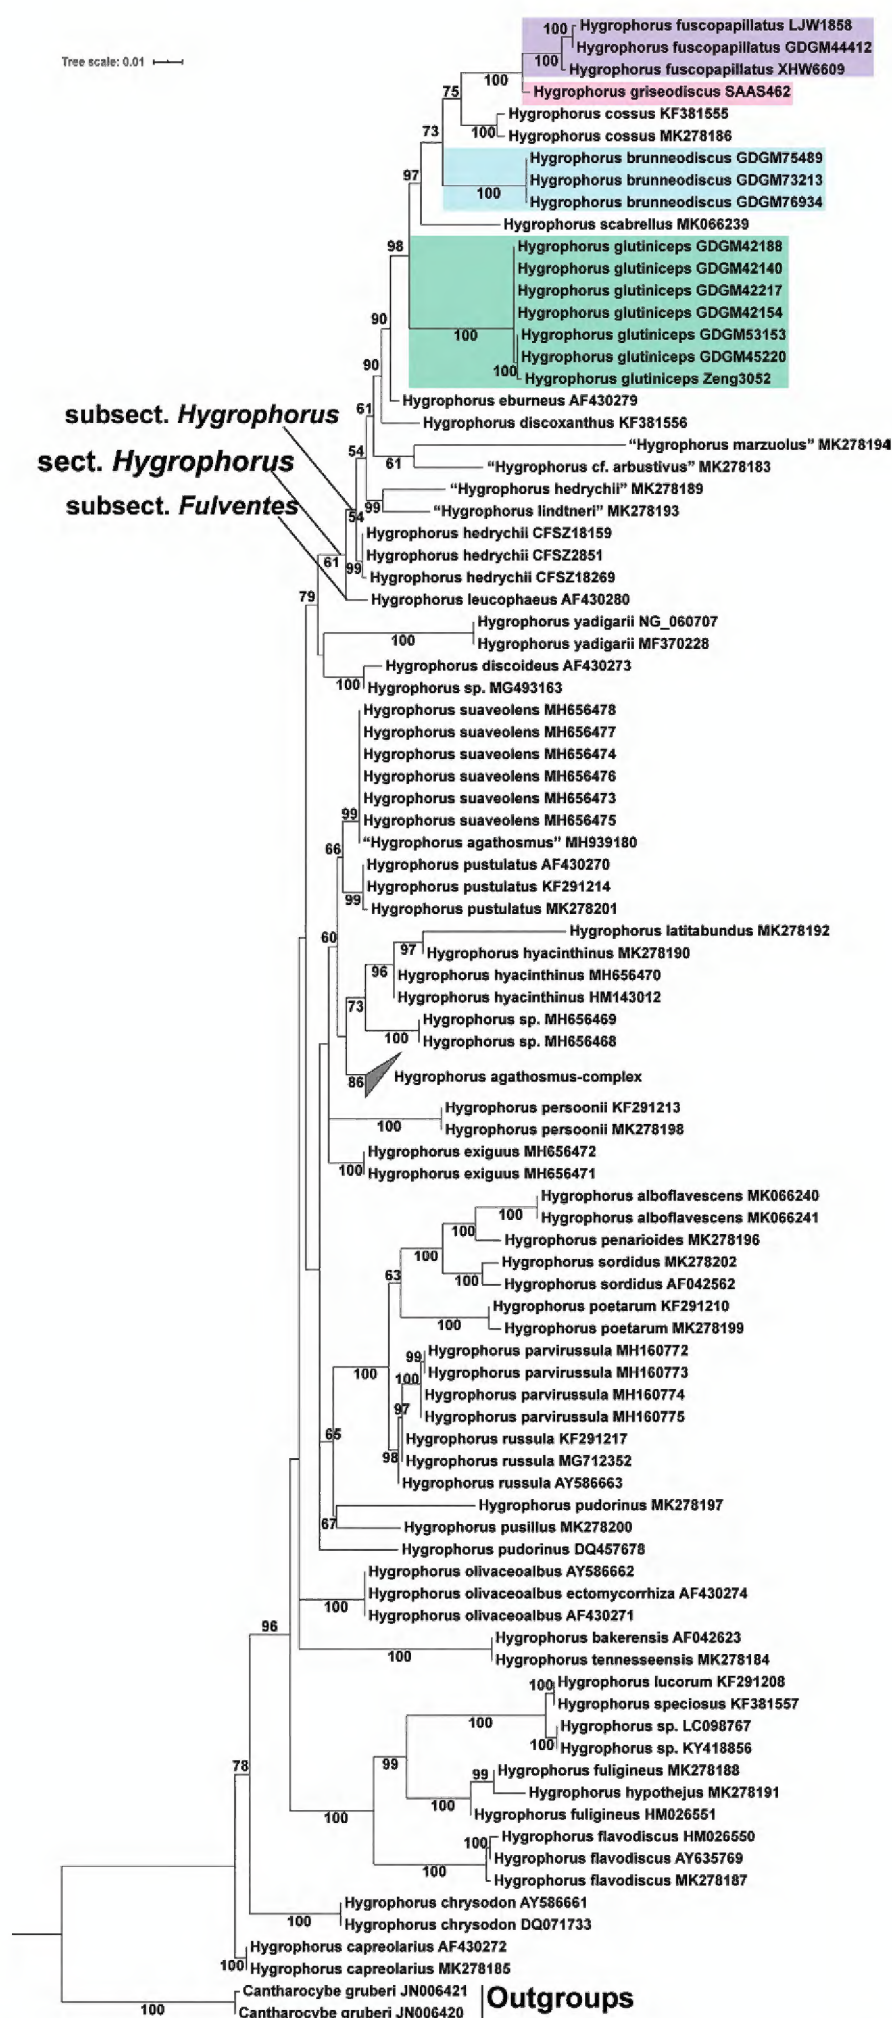 Tree scale: 0.01
100
Hygrophorus fuscopapillatus LJW1858
Hygrophorus fuscopapillatus GDGM44412
100
Hygrophorus fuscopapillatus XHW6609
100
Hygrophorus griseodiscus SAAS462
75
Hygrophorus cossus KF381555
100
Hygrophorus cossus MK278186
73
Hygrophorus brunneodiscus GDGM75489
Hygrophorus brunneodiscus GDGM73213
100
Hygrophorus brunneodiscus GDGM76934
97
Hygrophorus scabrellus MK066239
98
Hygrophorus glutiniceps GDGM42188
Hygrophorus glutiniceps GDGM42140
Hygrophorus glutiniceps GDGM42217
Hygrophorus glutiniceps GDGM42154
100
Hygrophorus glutiniceps GDGM53153
Hygrophorus glutiniceps GDGM45220
100
Hygrophorus glutiniceps Zeng3052
90
Hygrophorus eburneus AF430279
90
Hygrophorus discoxanthus KF381556
61
subsect. Hygrophorus
"Hygrophorus marzuolus" MK278194
61
"Hygrophorus cf. arbustivus" MK278183
54
sect. Hygrophorus
"Hygrophorus hedrychii" MK278189
99
"Hygrophorus lindtneri" MK278193
54
subsect. Fulventes
Hygrophorus hedrychii CFSZ18159
Hygrophorus hedrychii CFSZ2851
99
Hygrophorus hedrychii CFSZ18269
61
Hygrophorus leucophaeus AF430280
79
Hygrophorus yadigarii NG_060707
100
Hygrophorus yadigarii MF370228
Hygrophorus discoideus AF430273
100
Hygrophorus sp. MG493163
Hygrophorus suaveolens MH656478
Hygrophorus suaveolens MH656477
Hygrophorus suaveolens MH656474
Hygrophorus suaveolens MH656476
Hygrophorus suaveolens MH656473
99
Hygrophorus suaveolens MH656475
"Hygrophorus agathosmus" MH939180
66
Hygrophorus pustulatus AF430270
Hygrophorus pustulatus KF291214
99
Hygrophorus pustulatus MK278201
60
Hygrophorus latitabundus MK278192
97
Hygrophorus hyacinthinus MK278190
96
Hygrophorus hyacinthinus MH656470
Hygrophorus hyacinthinus HM143012
73
Hygrophorus sp. MH656469
100
Hygrophorus sp. MH656468
86
Hygrophorus agathosmus-complex
Hygrophorus persoonii KF291213
100
Hygrophorus persoonii MK278198
Hygrophorus exiguus MH656472
100
Hygrophorus exiguus MH656471
Hygrophorus alboflavescens MK066240
100
Hygrophorus alboflavescens MK066241
100
Hygrophorus penarioides MK278196
100
Hygrophorus sordidus MK278202
100
Hygrophorus sordidus AF042562
63
Hygrophorus poetarum KF291210
100
Hygrophorus poetarum MK278199
99
Hygrophorus parvirussula MH160772
100
Hygrophorus parvirussula MH160773
100
Hygrophorus parvirussula MH160774
97
Hygrophorus parvirussula MH160775
65
Hygrophorus russula KF291217
98
Hygrophorus russula MG712352
Hygrophorus russula AY586663
Hygrophorus pudorinus MK278197
67
Hygrophorus pusillus MK278200
Hygrophorus pudorinus DQ457678
Hygrophorus olivaceoalbus AY586662
Hygrophorus olivaceoalbus ectomycorrhiza AF430274
100
Hygrophorus olivaceoalbus AF430271
96
Hygrophorus bakerensis AF042623
100
Hygrophorus tennesseensis MK278184
100
Hygrophorus lucorum KF291208
Hygrophorus speciosus KF381557
100
Hygrophorus sp. LC098767
100
Hygrophorus sp. KY418856
78
99
99
Hygrophorus fuligineus MK278188
Hygrophorus hypothejus MK278191
100
Hygrophorus fuligineus HM026551
100
100
Hygrophorus flavodiscus HM026550
Hygrophorus flavodiscus AY635769
100
Hygrophorus flavodiscus MK278187
Hygrophorus chrysodon AY586661
100
Hygrophorus chrysodon DQ071733
Hygrophorus capreolarius AF430272
100
Hygrophorus capreolarius MK278185
Cantharocybe gruberi JN006421
100
Cantharocybe gruberi JN006420
Outgroups